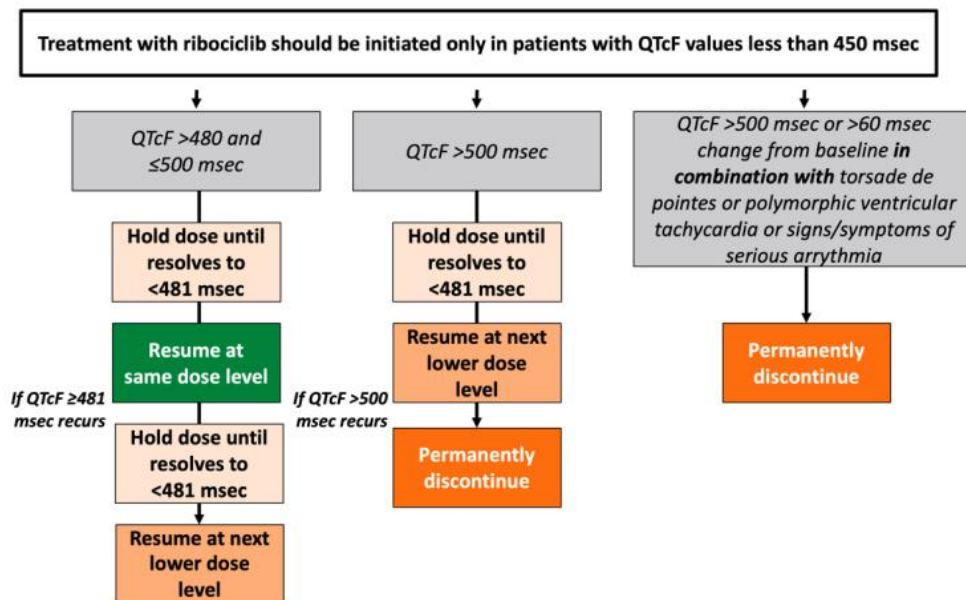 Treatment with ribociclib should be initiated only in patients with QTcF values less than 450 msec
QTcF >480 and
≤500 msec
Hold dose until
resolves to
<481 msec
Resume at
same dose level
If QTcF ≥481
msec recurs
Hold dose until
resolves to
<481 msec
Resume at next
lower dose
level
QTcF >500 msec
Hold dose until
resolves to
<481 msec
Resume at next
lower dose
level
If QTcF >500
msec recurs
Permanently
discontinue
QTcF >500 msec or >60 msec
change from baseline in
combination with torsade de
pointes or polymorphic ventricular
tachycardia or signs/symptoms of
serious arrythmia
Permanently
discontinue